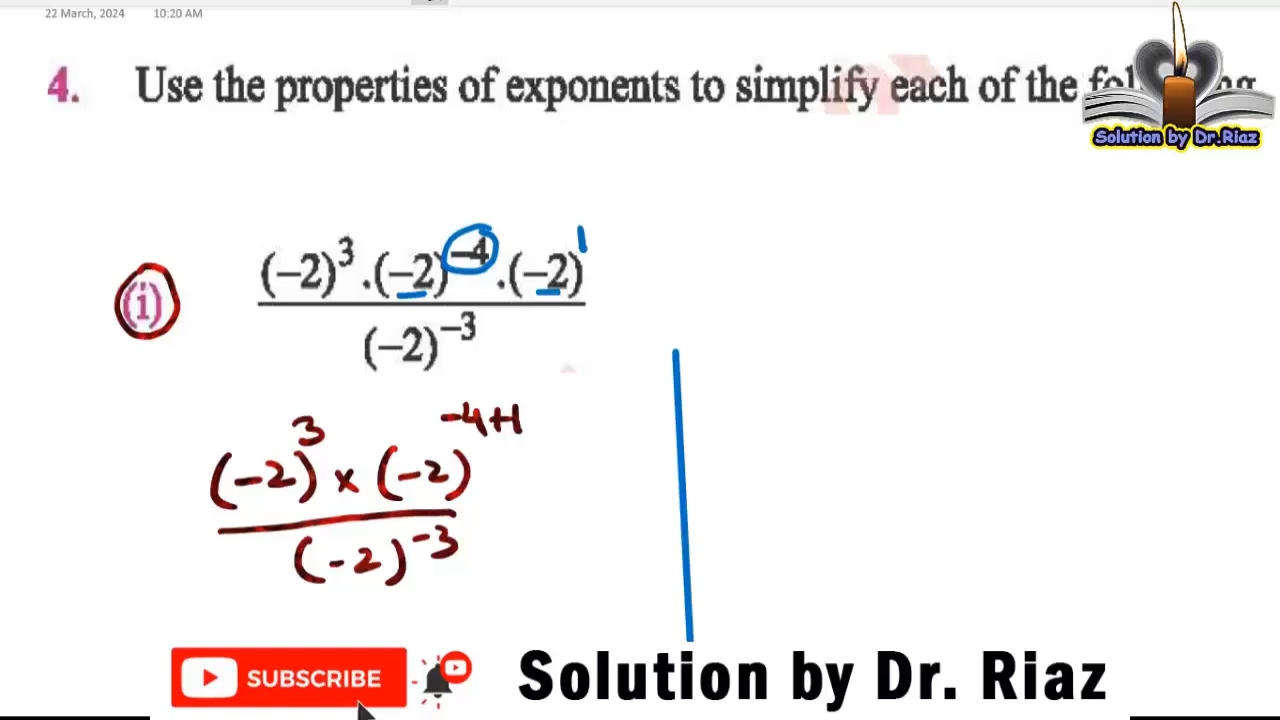 22 March, 2024 10:20 AM
4. Use the properties of exponents to simplify each of the
Solution by Dr.Riaz
(i) (−2)³ . (−2)⁻⁴ . (−2)¹
(−2)⁻³
(-2)³ × (-2)⁻⁴⁺¹
(-2)⁻³
SUBSCRIBE
Solution by Dr. Riaz